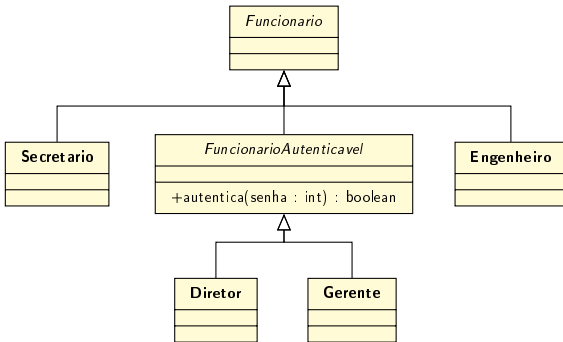 Funcionario
Secretario
FuncionarioAutenticavel
Engenheiro
+autentica(senha : int) : boolean
Diretor
Gerente